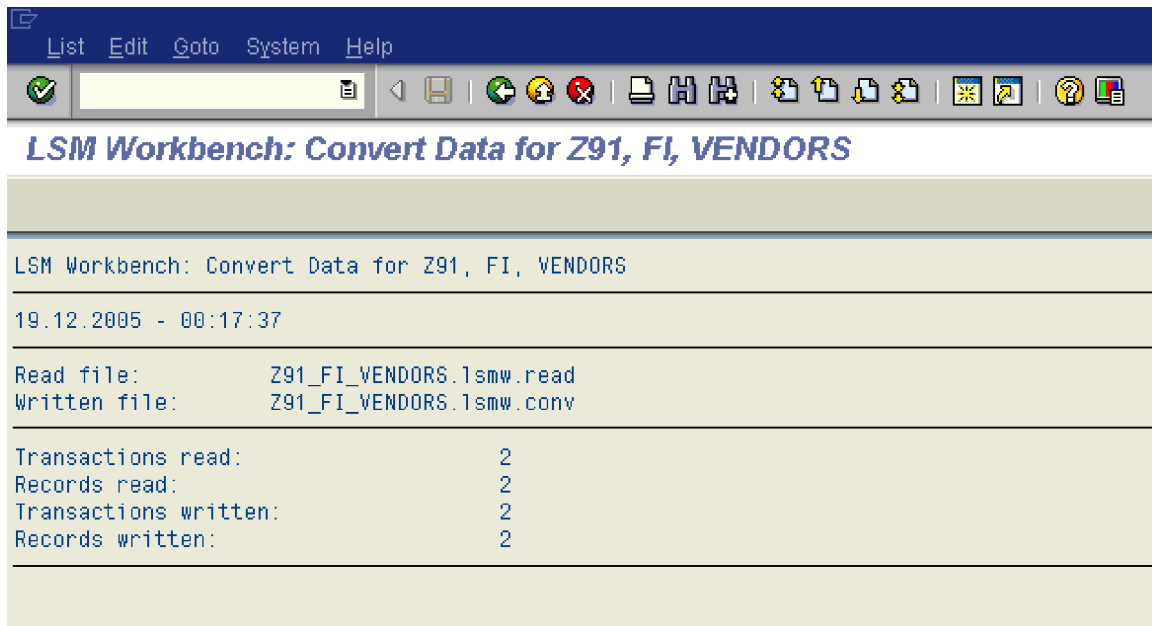 List Edit Goto System Help
LSM Workbench: Convert Data for Z91, FI, VENDORS
LSM Workbench: Convert Data for Z91, FI, VENDORS
19.12.2005 - 00:17:37
Read file: Z91_FI_VENDORS.lsmw.read
Written file: Z91_FI_VENDORS.lsmw.conv
Transactions read: 2
Records read: 2
Transactions written: 2
Records written: 2